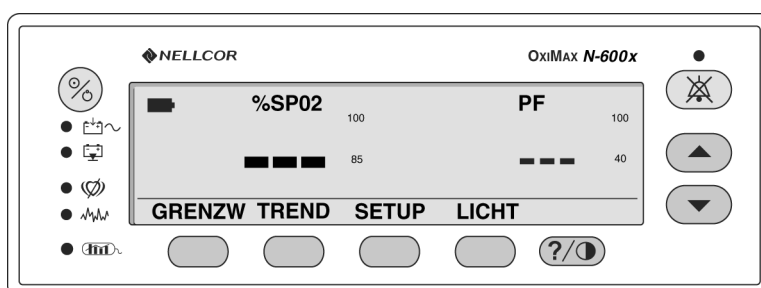 NELLCOR OXIMAX N-600x
%SP02 PF
100 100
85 40
--- ---
GRENZW TREND SETUP LICHT
?/